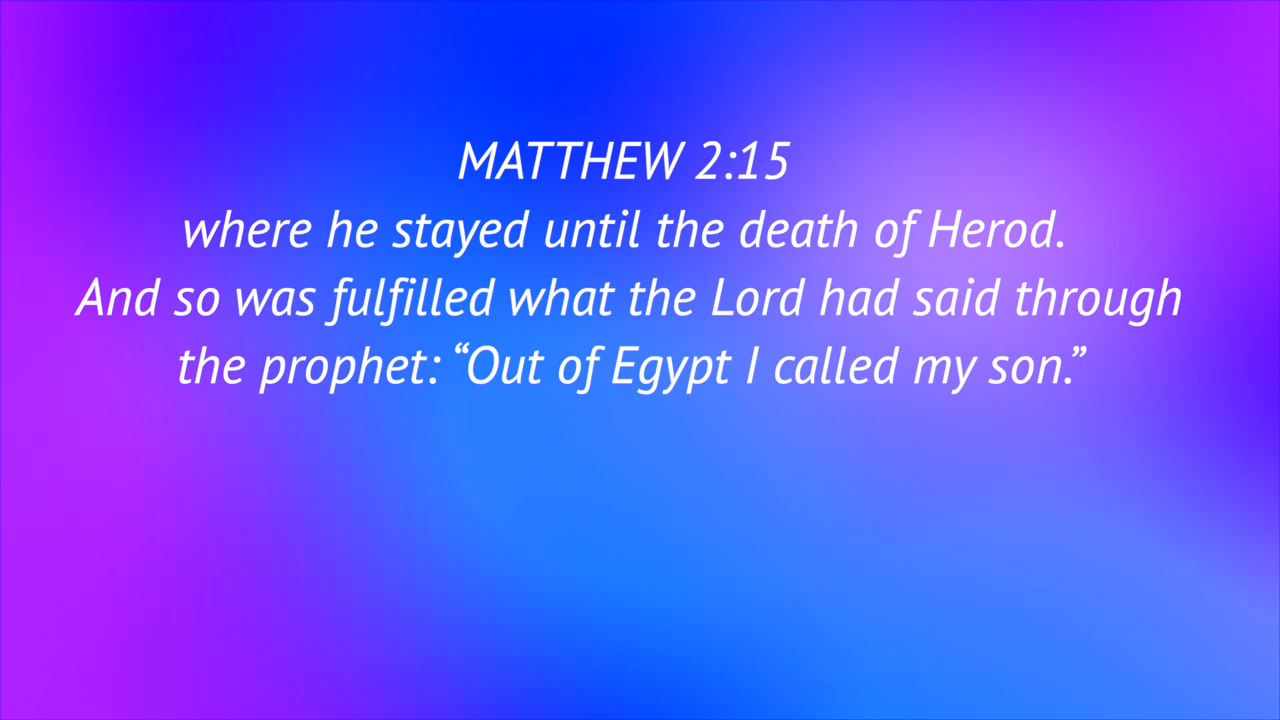 MATTHEW 2:15
where he stayed until the death of Herod.
And so was fulfilled what the Lord had said through
the prophet: “Out of Egypt I called my son.”